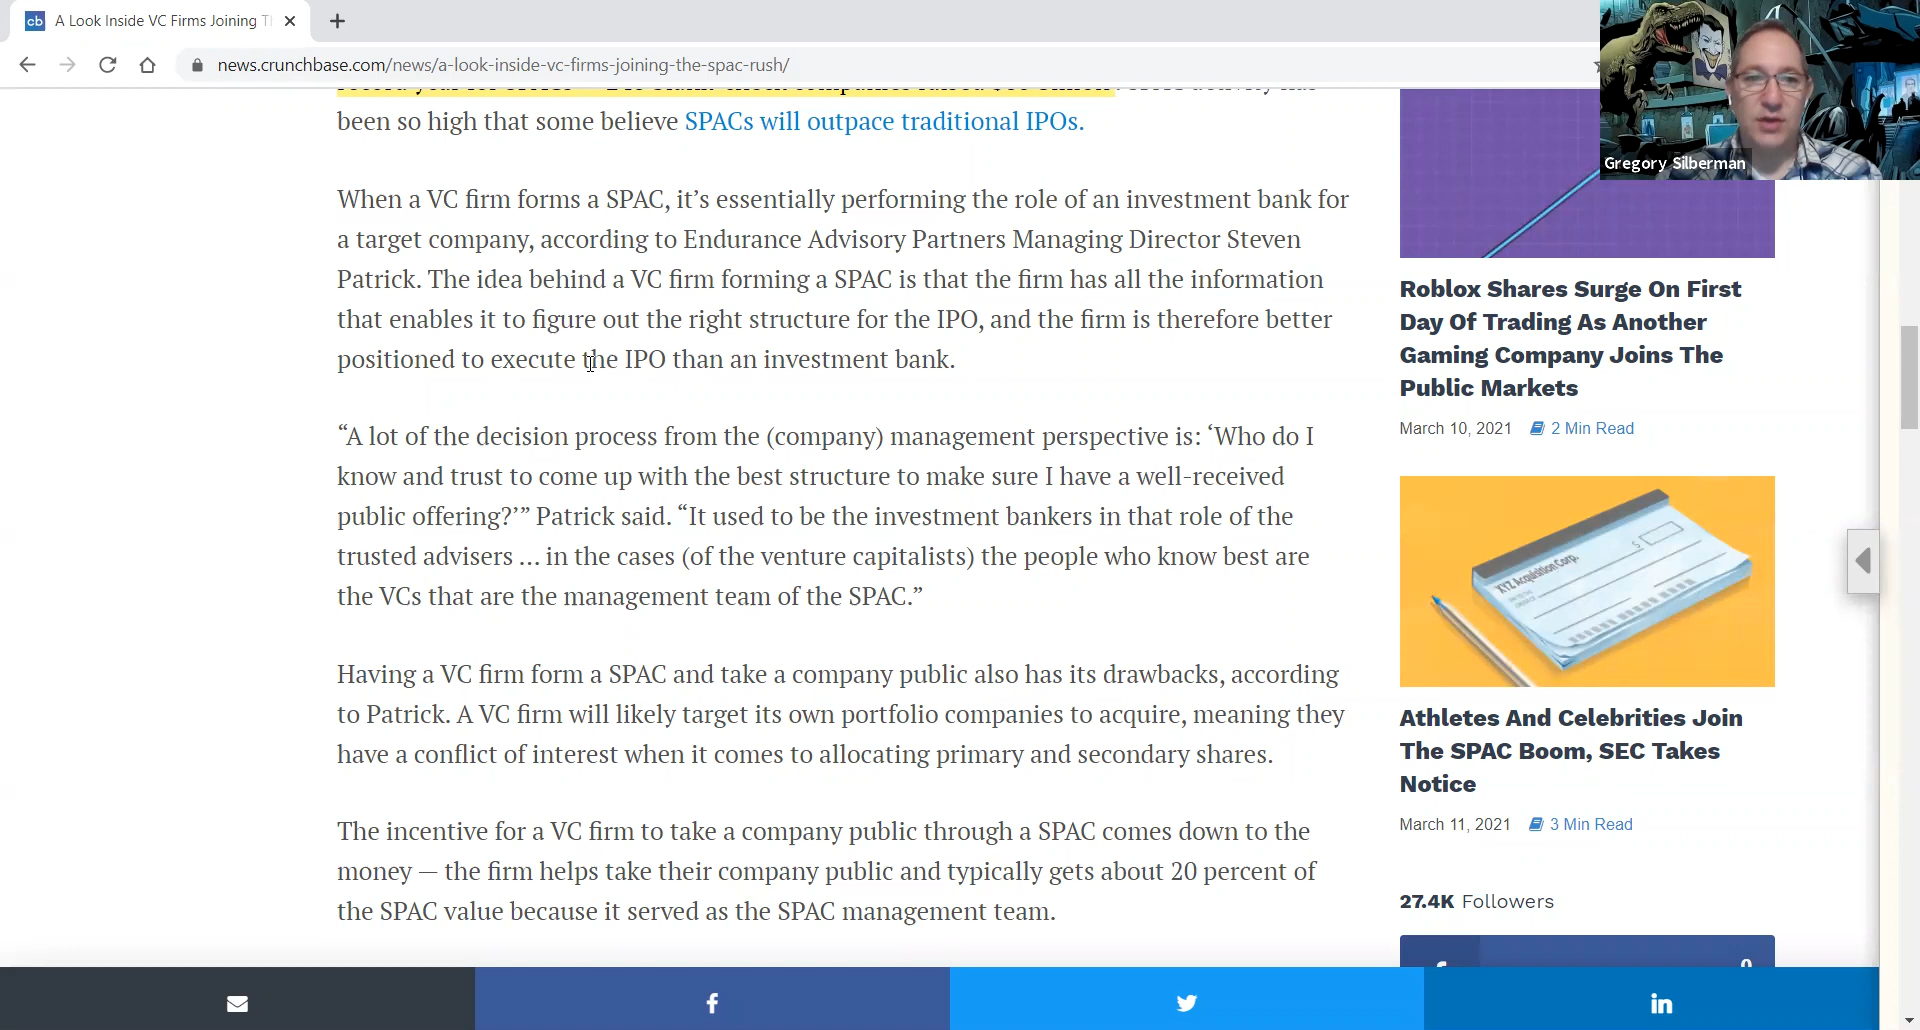 cb A Look Inside VC Firms Joining T
news.crunchbase.com/news/a-look-inside-vc-firms-joining-the-spac-rush/
Gregory Silberman
been so high that some believe SPACs will outpace traditional IPOs.
When a VC firm forms a SPAC, it’s essentially performing the role of an investment bank for
a target company, according to Endurance Advisory Partners Managing Director Steven
Patrick. The idea behind a VC firm forming a SPAC is that the firm has all the information
that enables it to figure out the right structure for the IPO, and the firm is therefore better
positioned to execute the IPO than an investment bank.
“A lot of the decision process from the (company) management perspective is: ‘Who do I
know and trust to come up with the best structure to make sure I have a well-received
public offering?’” Patrick said. “It used to be the investment bankers in that role of the
trusted advisers … in the cases (of the venture capitalists) the people who know best are
the VCs that are the management team of the SPAC.”
Having a VC firm form a SPAC and take a company public also has its drawbacks, according
to Patrick. A VC firm will likely target its own portfolio companies to acquire, meaning they
have a conflict of interest when it comes to allocating primary and secondary shares.
The incentive for a VC firm to take a company public through a SPAC comes down to the
money — the firm helps take their company public and typically gets about 20 percent of
the SPAC value because it served as the SPAC management team.
Roblox Shares Surge On First
Day Of Trading As Another
Gaming Company Joins The
Public Markets
March 10, 2021 2 Min Read
XYZ Acquisition Corp.
$
Athletes And Celebrities Join
The SPAC Boom, SEC Takes
Notice
March 11, 2021 3 Min Read
27.4K Followers